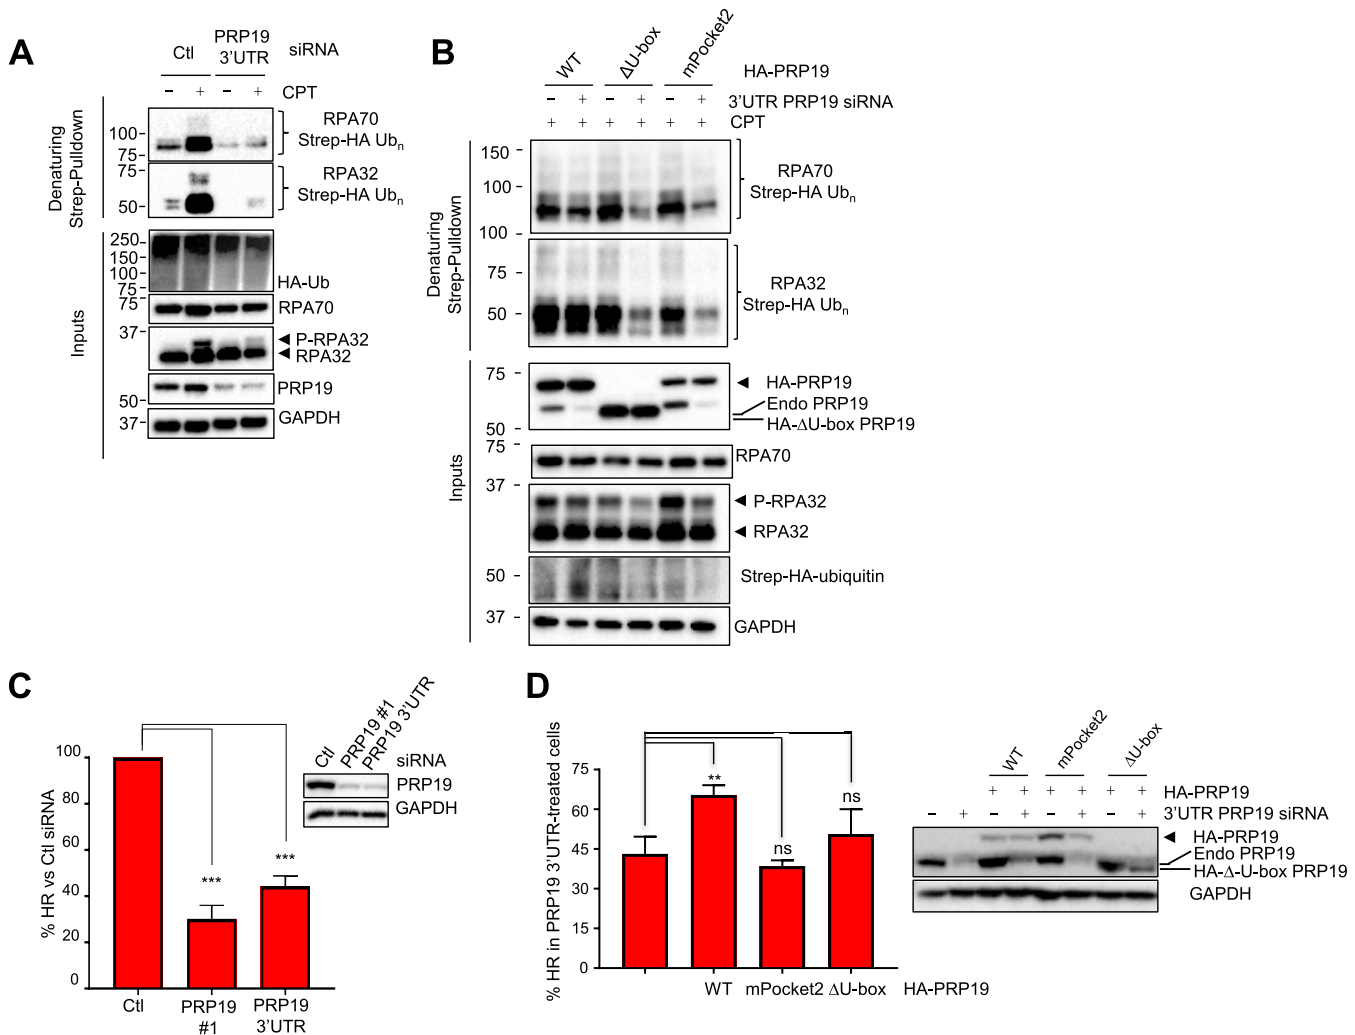 A
PRP19
Ctl 3'UTR siRNA
- + - + CPT
Denaturing
Strep-Pulldown
100
75
RPA70
Strep-HA Ubn
50
RPA32
Strep-HA Ubn
Inputs
250
150
100
75
HA-Ub
75
RPA70
37
P-RPA32
RPA32
50
PRP19
37
GAPDH
B
WT ΔU-box mPocket2 HA-PRP19
- + - + - + 3'UTR PRP19 siRNA
+ + + + + + CPT
Denaturing
Strep-Pulldown
150
100
RPA70
Strep-HA Ubn
100
75
50
RPA32
Strep-HA Ubn
Inputs
75
HA-PRP19
Endo PRP19
HA-ΔU-box PRP19
50
75
RPA70
37
P-RPA32
RPA32
50
Strep-HA-ubiquitin
37
GAPDH
C
% HR vs Ctl siRNA
100
80
60
40
20
0
***
***
Ctl
PRP19
#1
PRP19
3'UTR
Ctl PRP19 #1 PRP19 3'UTR
siRNA
PRP19
GAPDH
D
% HR in PRP19 3'UTR-treated cells
75
60
45
30
15
0
**
ns
ns
WT mPocket2 ΔU-box HA-PRP19
WT mPocket2 ΔU-box
+ + + + + + HA-PRP19
- + - + - + - + 3'UTR PRP19 siRNA
HA-PRP19
Endo PRP19
HA-Δ-U-box PRP19
GAPDH